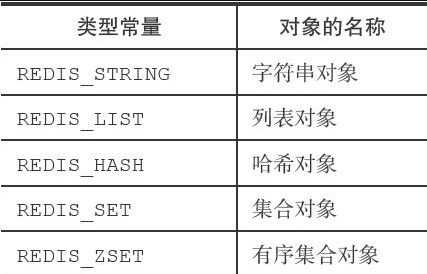 类型常量 对象的名称
REDIS_STRING 字符串对象
REDIS_LIST 列表对象
REDIS_HASH 哈希对象
REDIS_SET 集合对象
REDIS_ZSET 有序集合对象